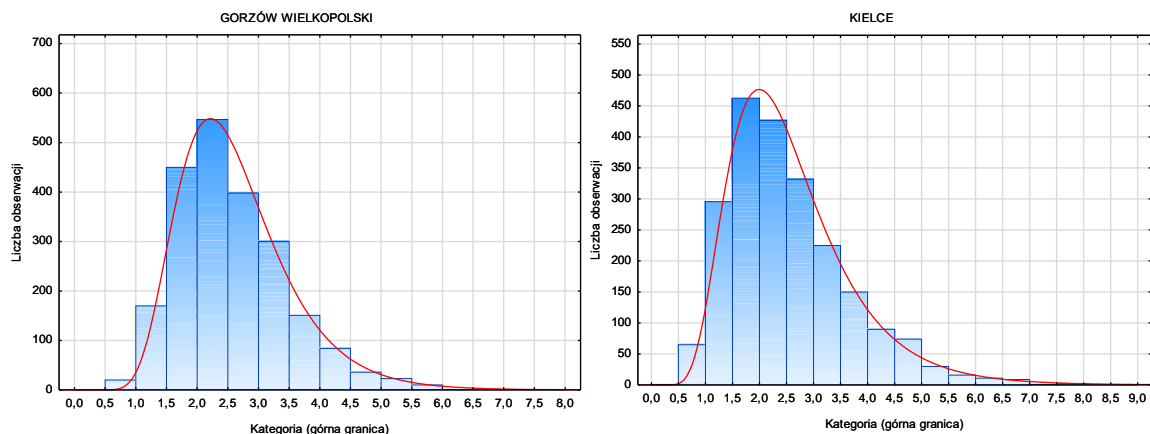 GORZÓW WIELKOPOLSKI
Liczba obserwacji
700
600
500
400
300
200
100
0
0,0 0,5 1,0 1,5 2,0 2,5 3,0 3,5 4,0 4,5 5,0 5,5 6,0 6,5 7,0 7,5 8,0
Kategoria (górna granica)
KIELCE
Liczba obserwacji
550
500
450
400
350
300
250
200
150
100
50
0
0,0 0,5 1,0 1,5 2,0 2,5 3,0 3,5 4,0 4,5 5,0 5,5 6,0 6,5 7,0 7,5 8,0 8,5 9,0
Kategoria (górna granica)